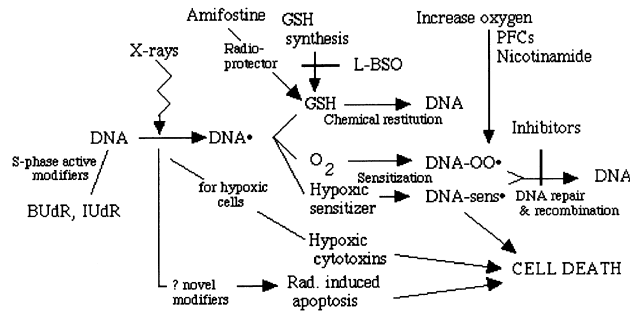 Amifostine
GSH
synthesis
Increase oxygen
PFCs
Nicotinamide
X-rays
Radio-
protector
L-BSO
GSH
DNA
Chemical restitution
Inhibitors
DNA
DNA•
S-phase active
modifiers
O2
Sensitization
DNA-OO•
DNA
for hypoxic
cells
Hypoxic
sensitizer
DNA-sens•
DNA repair
& recombination
BUdR, IUdR
Hypoxic
cytotoxins
CELL DEATH
? novel
modifiers
Rad. induced
apoptosis